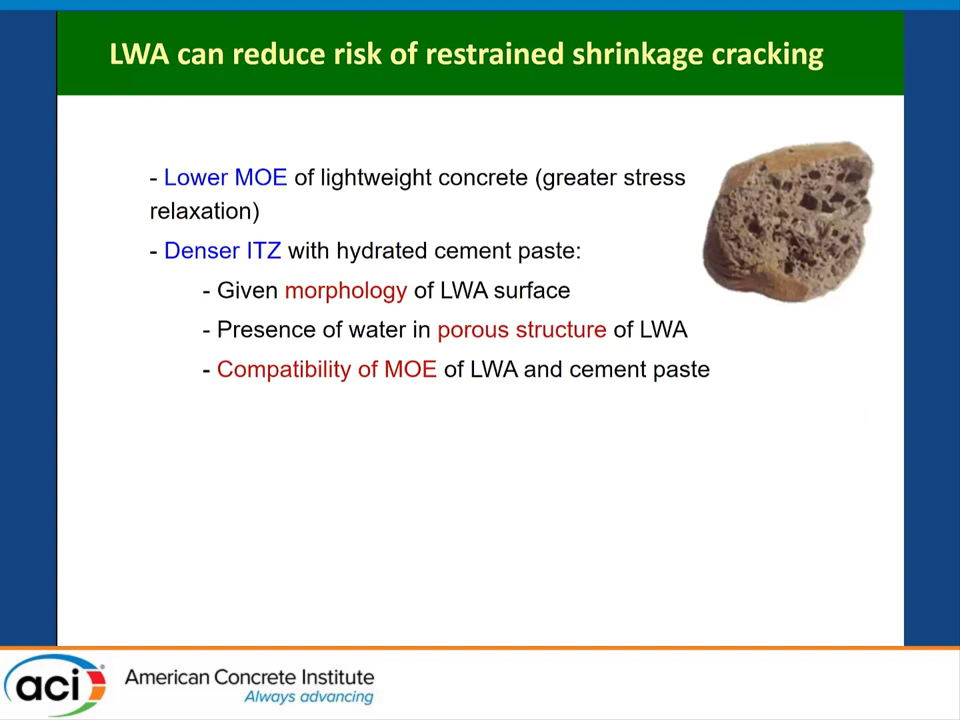 LWA can reduce risk of restrained shrinkage cracking
- Lower MOE of lightweight concrete (greater stress
relaxation)
- Denser ITZ with hydrated cement paste:
- Given morphology of LWA surface
- Presence of water in porous structure of LWA
- Compatibility of MOE of LWA and cement paste
aci
American Concrete Institute
Always advancing